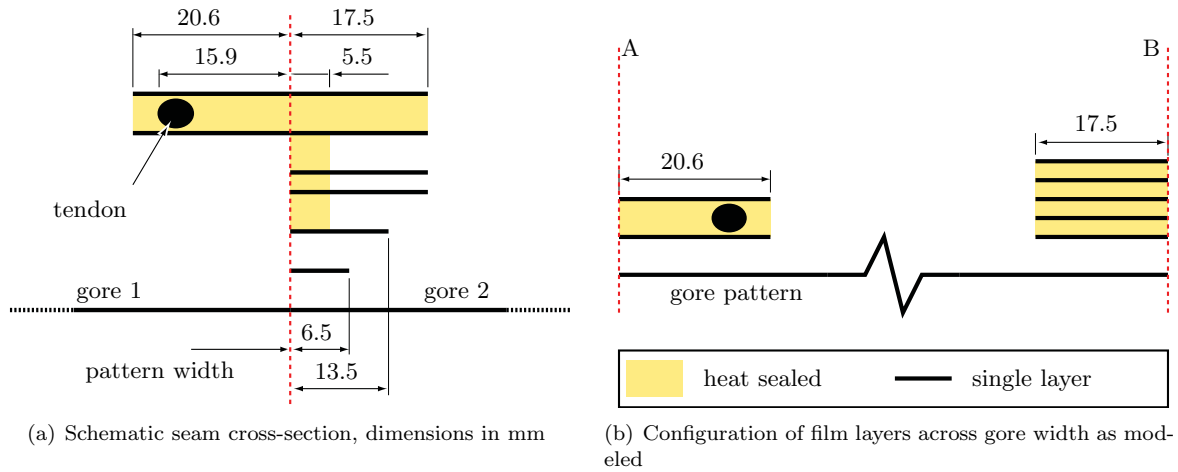 20.6 17.5
15.9 5.5
tendon
gore 1 gore 2
6.5
pattern width
13.5
(a) Schematic seam cross-section, dimensions in mm
A B
17.5
20.6
gore pattern
heat sealed single layer
(b) Configuration of film layers across gore width as mod-
eled